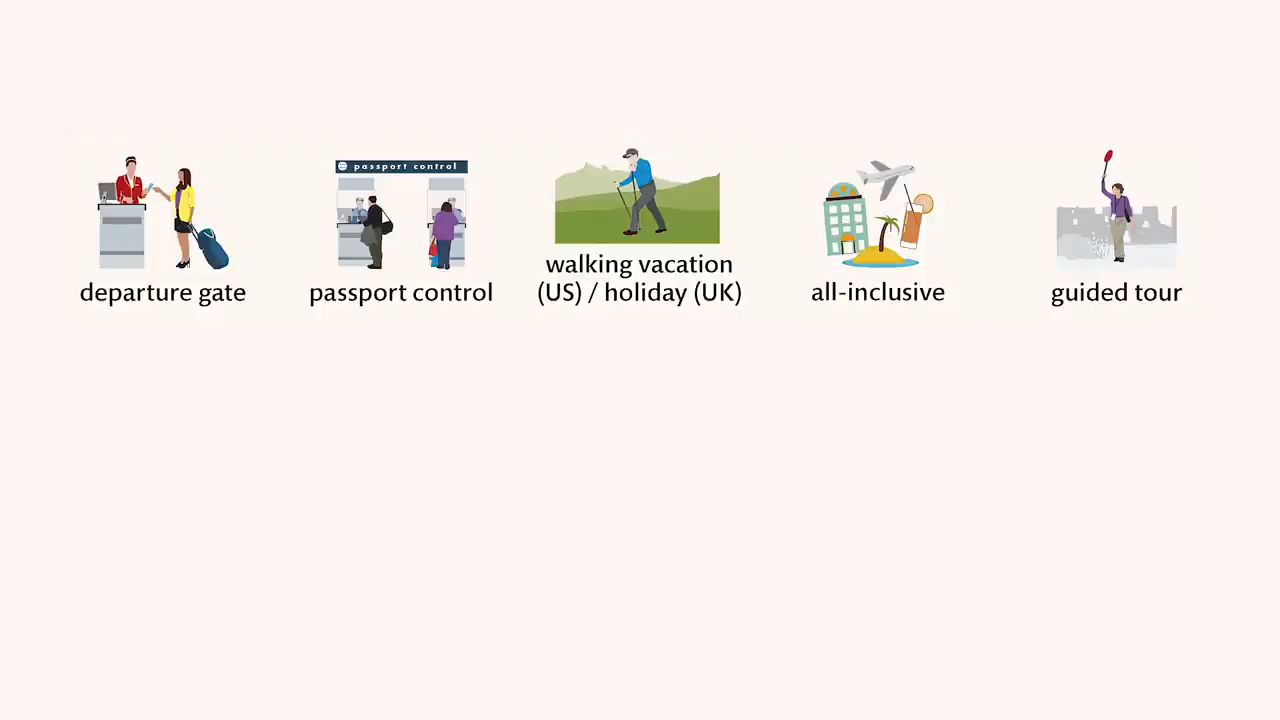 passport control
departure gate
passport control
walking vacation
(US) / holiday (UK)
all-inclusive
guided tour